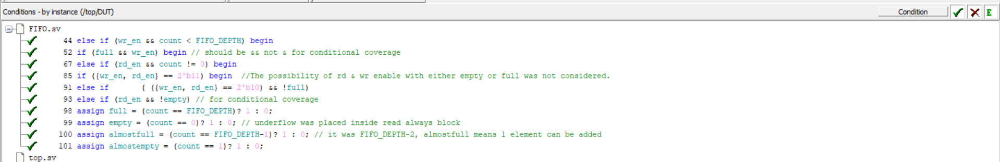 Conditions - by instance (/top/DUT) Condition E
FIFO.sv
44 else if (wr_en && count < FIFO_DEPTH) begin
52 if (full && wr_en) begin // should be && not & for conditional coverage
67 else if (rd_en && count != 0) begin
85 if ({wr_en, rd_en} == 2'b11) begin //The possibility of rd & wr enable with either empty or full was not considered.
91 else if ( ({wr_en, rd_en} == 2'b10) && !full)
93 else if (rd_en && !empty) // for conditional coverage
98 assign full = (count == FIFO_DEPTH)? 1 : 0;
99 assign empty = (count == 0)? 1 : 0; // underflow was placed inside read always block
100 assign almostfull = (count == FIFO_DEPTH-1)? 1 : 0; // it was FIFO_DEPTH-2, almostfull means 1 element can be added
101 assign almostempty = (count == 1)? 1 : 0;
top.sv